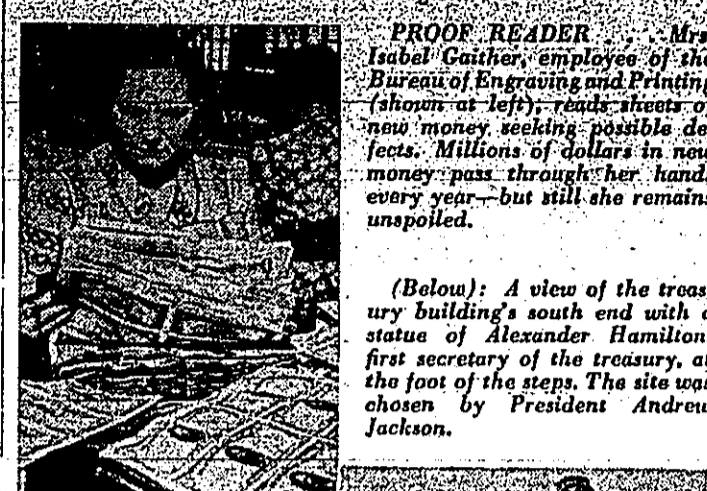 PROOF READER . . . Mrs.
Isabel Gaither, employee of the
Bureau of Engraving and Printing
(shown at left), reads sheets of
new money seeking possible de
fects. Millions of dollars in new
money pass through her hands
every year—but still she remains
unspoiled.
(Below): A view of the treas
ury building's south end with a
statue of Alexander Hamilton,
first secretary of the treasury, at
the foot of the steps. The site was
chosen by President Andrew
Jackson.